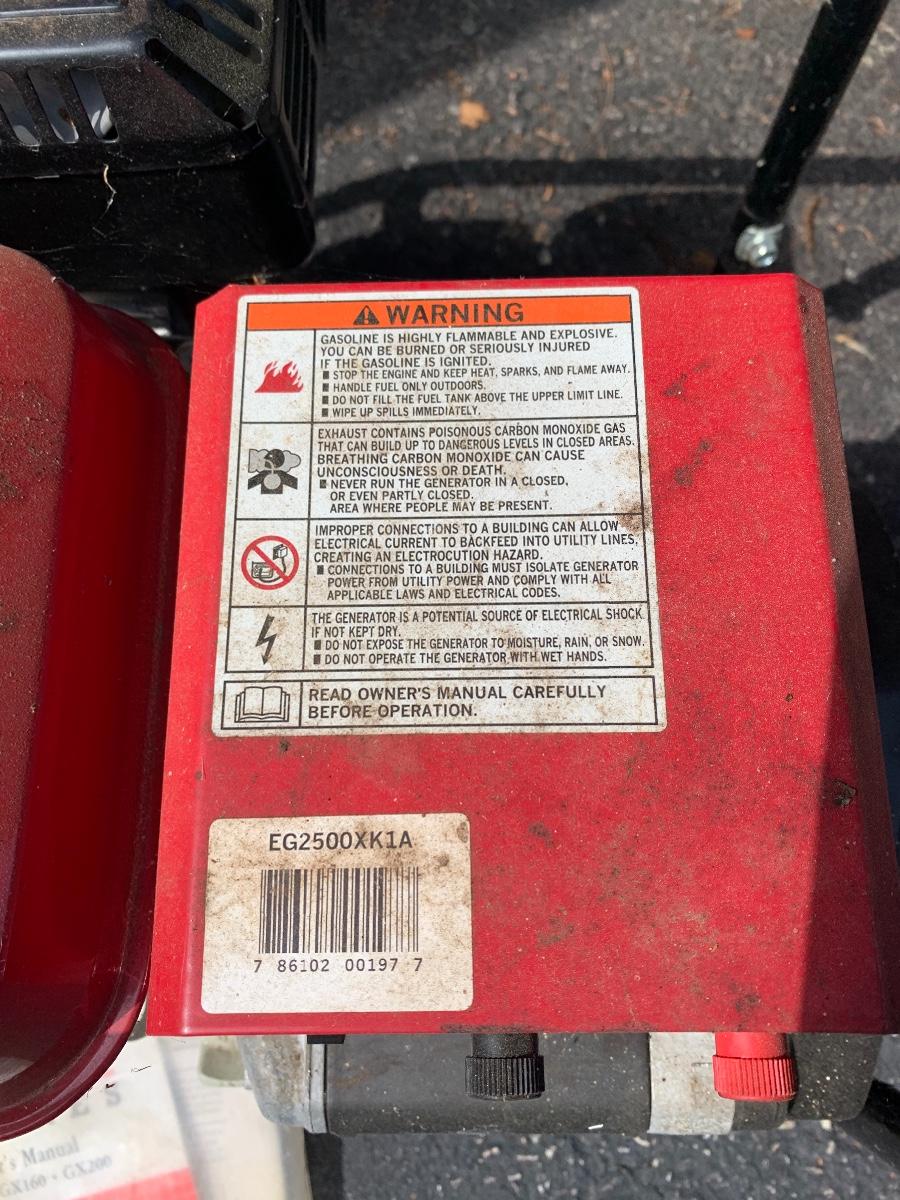 WARNING
GASOLINE IS HIGHLY FLAMMABLE AND EXPLOSIVE.
YOU CAN BE BURNED OR SERIOUSLY INJURED
IF THE GASOLINE IS IGNITED.
■ STOP THE ENGINE AND KEEP HEAT, SPARKS, AND FLAME AWAY.
■ HANDLE FUEL ONLY OUTDOORS.
■ DO NOT FILL THE FUEL TANK ABOVE THE UPPER LIMIT LINE.
■ WIPE UP SPILLS IMMEDIATELY.
EXHAUST CONTAINS POISONOUS CARBON MONOXIDE GAS
THAT CAN BUILD UP TO DANGEROUS LEVELS IN CLOSED AREAS.
BREATHING CARBON MONOXIDE CAN CAUSE
UNCONSCIOUSNESS OR DEATH.
■ NEVER RUN THE GENERATOR IN A CLOSED,
OR EVEN PARTLY CLOSED.
AREA WHERE PEOPLE MAY BE PRESENT.
IMPROPER CONNECTIONS TO A BUILDING CAN ALLOW
ELECTRICAL CURRENT TO BACKFEED INTO UTILITY LINES,
CREATING AN ELECTROCUTION HAZARD.
■ CONNECTIONS TO A BUILDING MUST ISOLATE GENERATOR
POWER FROM UTILITY POWER AND COMPLY WITH ALL
APPLICABLE LAWS AND ELECTRICAL CODES.
THE GENERATOR IS A POTENTIAL SOURCE OF ELECTRICAL SHOCK
IF NOT KEPT DRY.
■ DO NOT EXPOSE THE GENERATOR TO MOISTURE, RAIN, OR SNOW.
■ DO NOT OPERATE THE GENERATOR WITH WET HANDS.
READ OWNER'S MANUAL CAREFULLY
BEFORE OPERATION.
EG2500XK1A
7 86102 00197 7
's Manual
GX160 • GX200